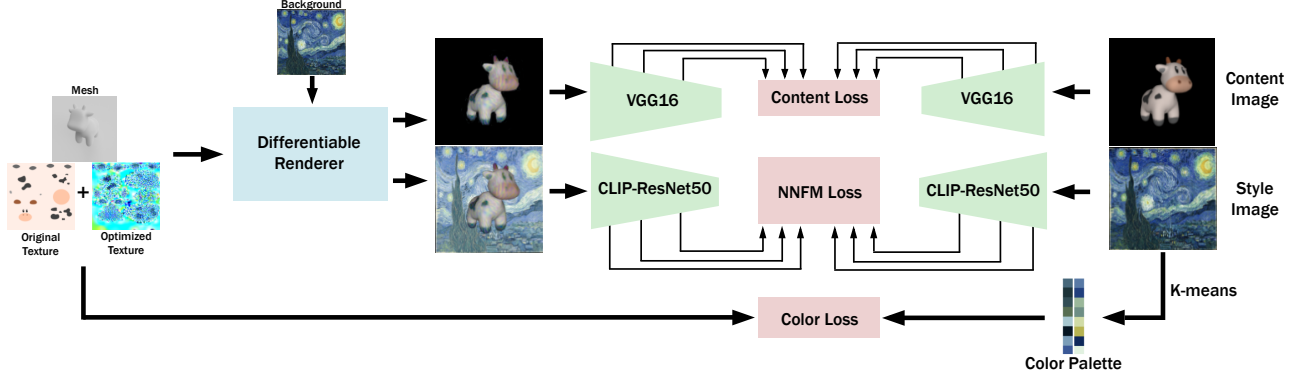 Background
Mesh
Differentiable
Renderer
+
Original
Texture
Optimized
Texture
VGG16
Content Loss
VGG16
Content
Image
CLIP-ResNet50
NNFM Loss
CLIP-ResNet50
Style
Image
K-means
Color Loss
Color Palette